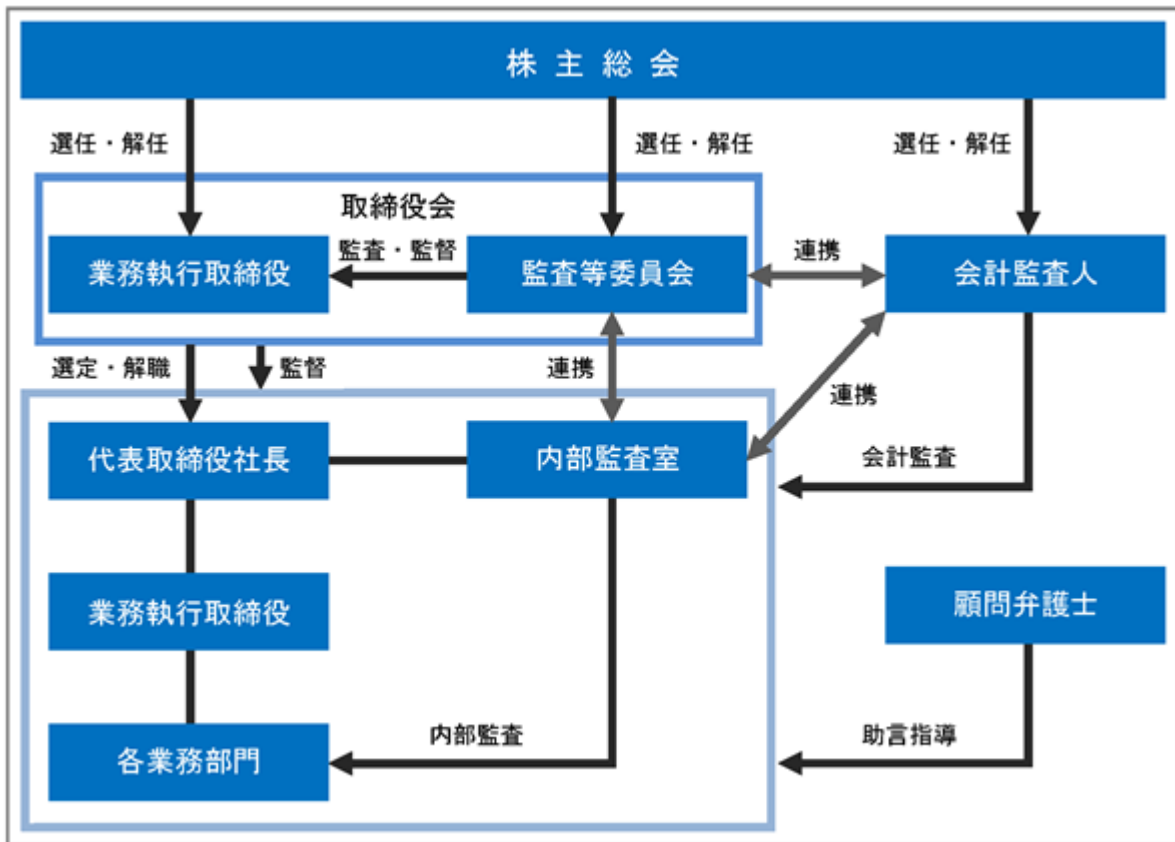 株主総会
選任・解任
選任・解任
選任・解任
取締役会
業務執行取締役
監査・監督
監査等委員会
連携
会計監査人
選定・解職
監督
連携
連携
代表取締役社長
内部監査室
会計監査
業務執行取締役
顧問弁護士
各業務部門
内部監査
助言指導